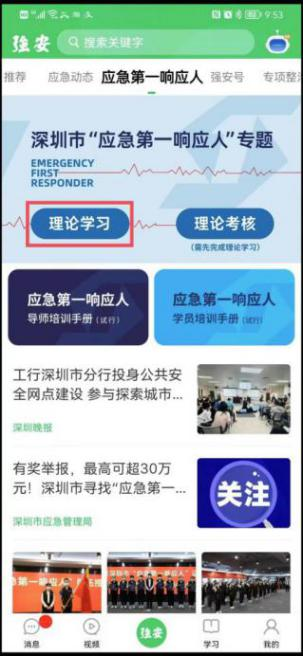 9:53
强安
搜索关键字
推荐 应急动态 应急第一响应人 强安号 专项整
深圳市“应急第一响应人”专题
EMERGENCY
FIRST
RESPONDER
理论学习 理论考核
(需先完成理论学习)
应急第一响应人
导师培训手册(试行)
应急第一响应人
学员培训手册(试行)
工行深圳市分行投身公共安
全网点建设 参与探索城市...
深圳晚报
有奖举报，最高可超30万
元！深圳市寻找“应急第一...
深圳市应急管理局
关注
消息 视频 强安 学习 我的